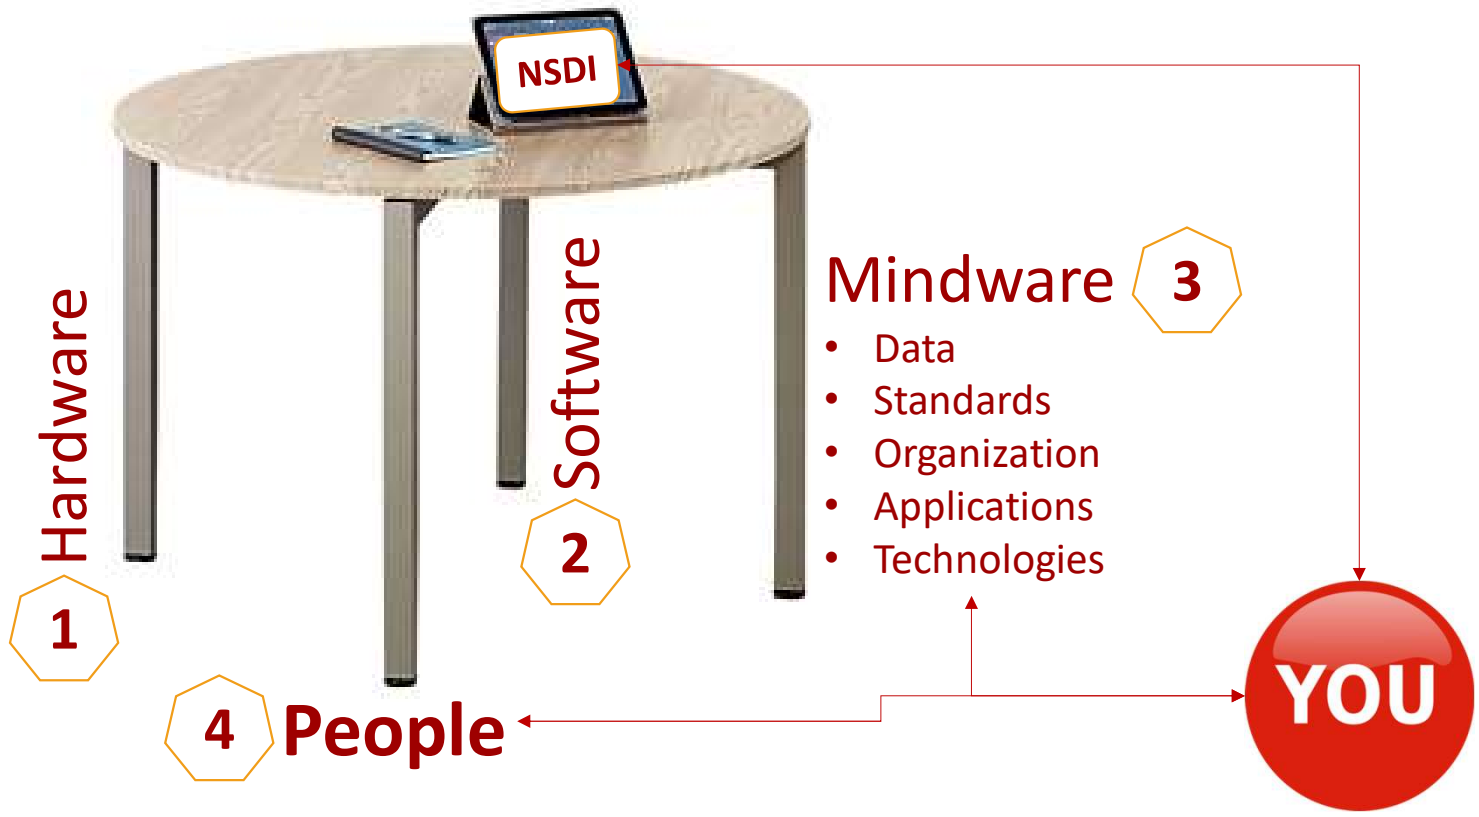 NSDI
Hardware
1
Software
2
Mindware
3
• Data
• Standards
• Organization
• Applications
• Technologies
4
People
YOU